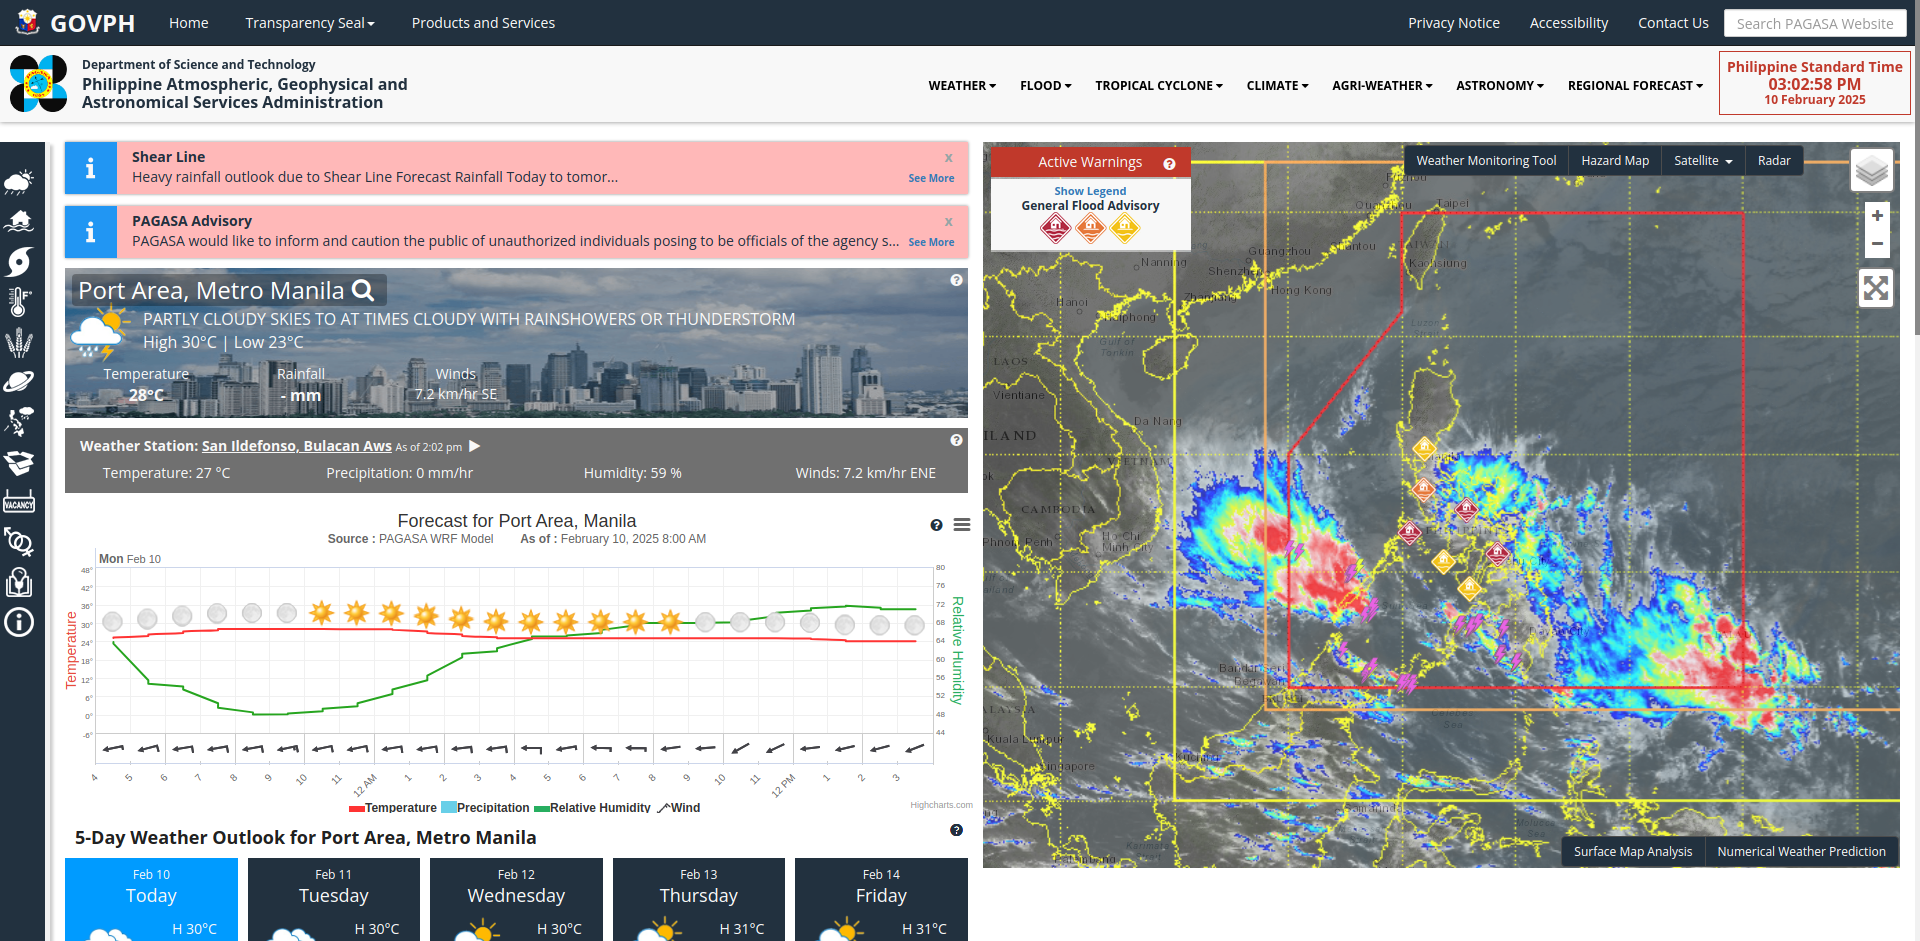 GOVPH
Home
Transparency Seal
Products and Services
Privacy Notice
Accessibility
Contact Us
Search PAGASA Website
Department of Science and Technology
Philippine Atmospheric, Geophysical and
Astronomical Services Administration
WEATHER
FLOOD
TROPICAL CYCLONE
CLIMATE
AGRI-WEATHER
ASTRONOMY
REGIONAL FORECAST
Philippine Standard Time
03:02:58 PM
10 February 2025
Shear Line
x
Heavy rainfall outlook due to Shear Line Forecast Rainfall Today to tomor...
See More
PAGASA Advisory
x
PAGASA would like to inform and caution the public of unauthorized individuals posing to be officials of the agency s...
See More
Port Area, Metro Manila
PARTLY CLOUDY SKIES TO AT TIMES CLOUDY WITH RAINSHOWERS OR THUNDERSTORM
High 30°C | Low 23°C
Temperature
Rainfall
Winds
28°C
- mm
7.2 km/hr SE
Weather Station: San Ildefonso, Bulacan Aws As of 2:02 pm
Temperature: 27 °C
Precipitation: 0 mm/hr
Humidity: 59 %
Winds: 7.2 km/hr ENE
Forecast for Port Area, Manila
Source : PAGASA WRF Model As of : February 10, 2025 8:00 AM
Mon Feb 10
48°
42°
36°
30°
24°
18°
12°
6°
0°
-6°
Temperature
80
76
72
68
64
60
56
52
48
44
Relative Humidity
4 5 6 7 8 9 10 11 12 AM 1 2 3 4 5 6 7 8 9 10 11 12 PM 1 2 3
Temperature Precipitation Relative Humidity Wind
Highcharts.com
5-Day Weather Outlook for Port Area, Metro Manila
Feb 10
Today
H 30°C
Feb 11
Tuesday
H 30°C
Feb 12
Wednesday
H 30°C
Feb 13
Thursday
H 31°C
Feb 14
Friday
H 31°C
VACANCY
Active Warnings
Show Legend
General Flood Advisory
Weather Monitoring Tool
Hazard Map
Satellite
Radar
+
−
Taipei
Guangzhou
Nanning
Shenzhen
Kaohsiung
Hong Kong
Hanoi
Gulf of
Tonkin
LAOS
Vientiane
Da Nang
CAMBODIA
Ho Chi
Minh City
Kuala Lumpur
Surface Map Analysis
Numerical Weather Prediction